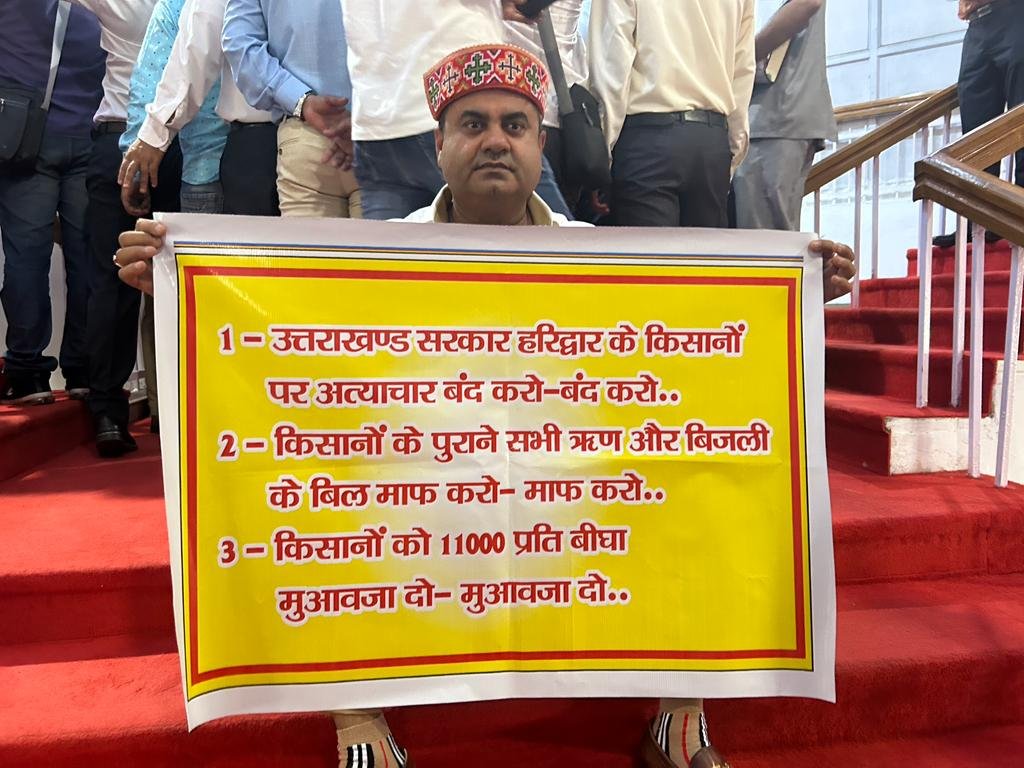 1 - उत्तराखण्ड सरकार हरिद्वार के किसानों
पर अत्याचार बंद करो-बंद करो..
2 - किसानों के पुराने सभी ऋण और बिजली
के बिल माफ करो- माफ करो..
3 - किसानों को 11000 प्रति बीघा
मुआवजा दो- मुआवजा दो..